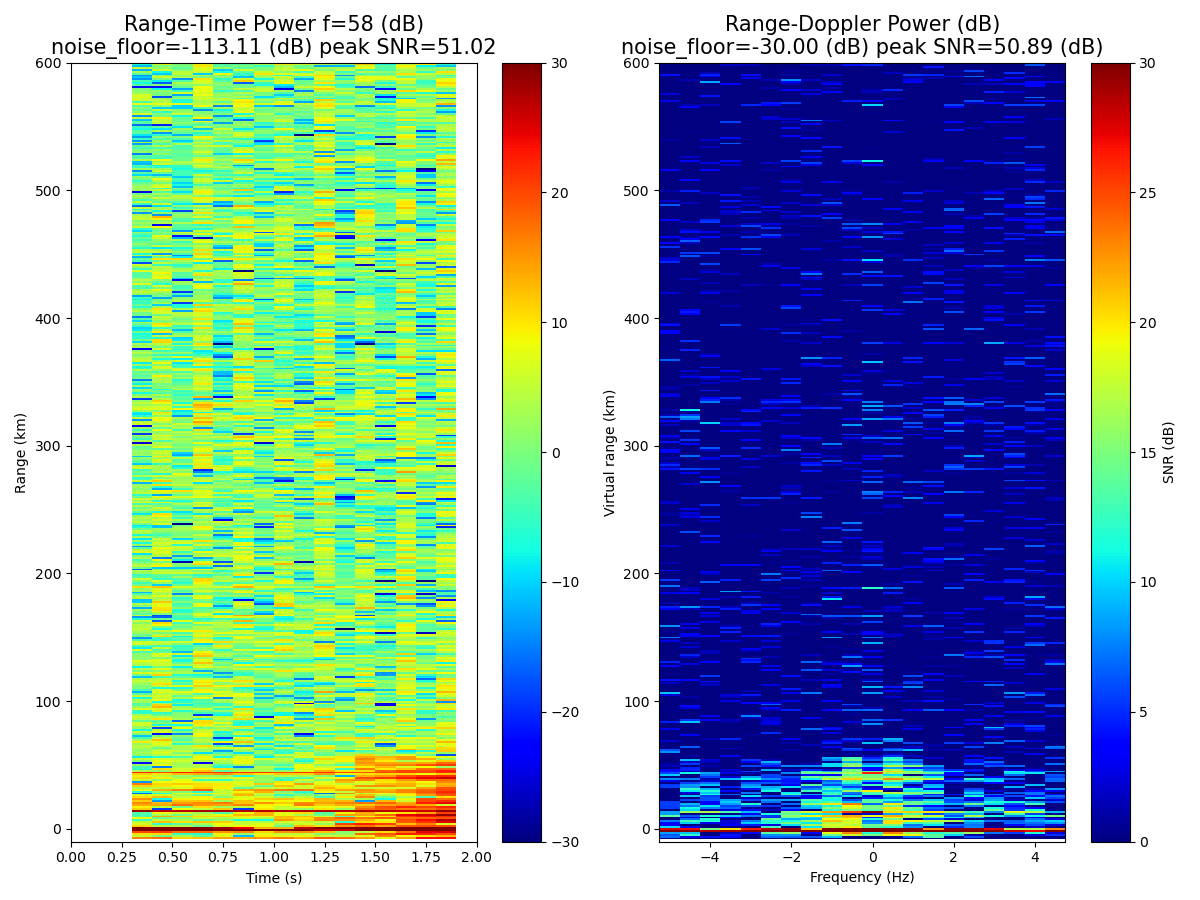 Range-Time Power f=58 (dB)
noise_floor=-113.11 (dB) peak SNR=51.02
600
500
400
300
200
100
0
Range (km)
0.00 0.25 0.50 0.75 1.00 1.25 1.50 1.75 2.00
Time (s)
30
20
10
0
−10
−20
−30
Range-Doppler Power (dB)
noise_floor=-30.00 (dB) peak SNR=50.89 (dB)
600
500
400
300
200
100
0
Virtual range (km)
−4 −2 0 2 4
Frequency (Hz)
30
25
20
15
10
5
0
SNR (dB)